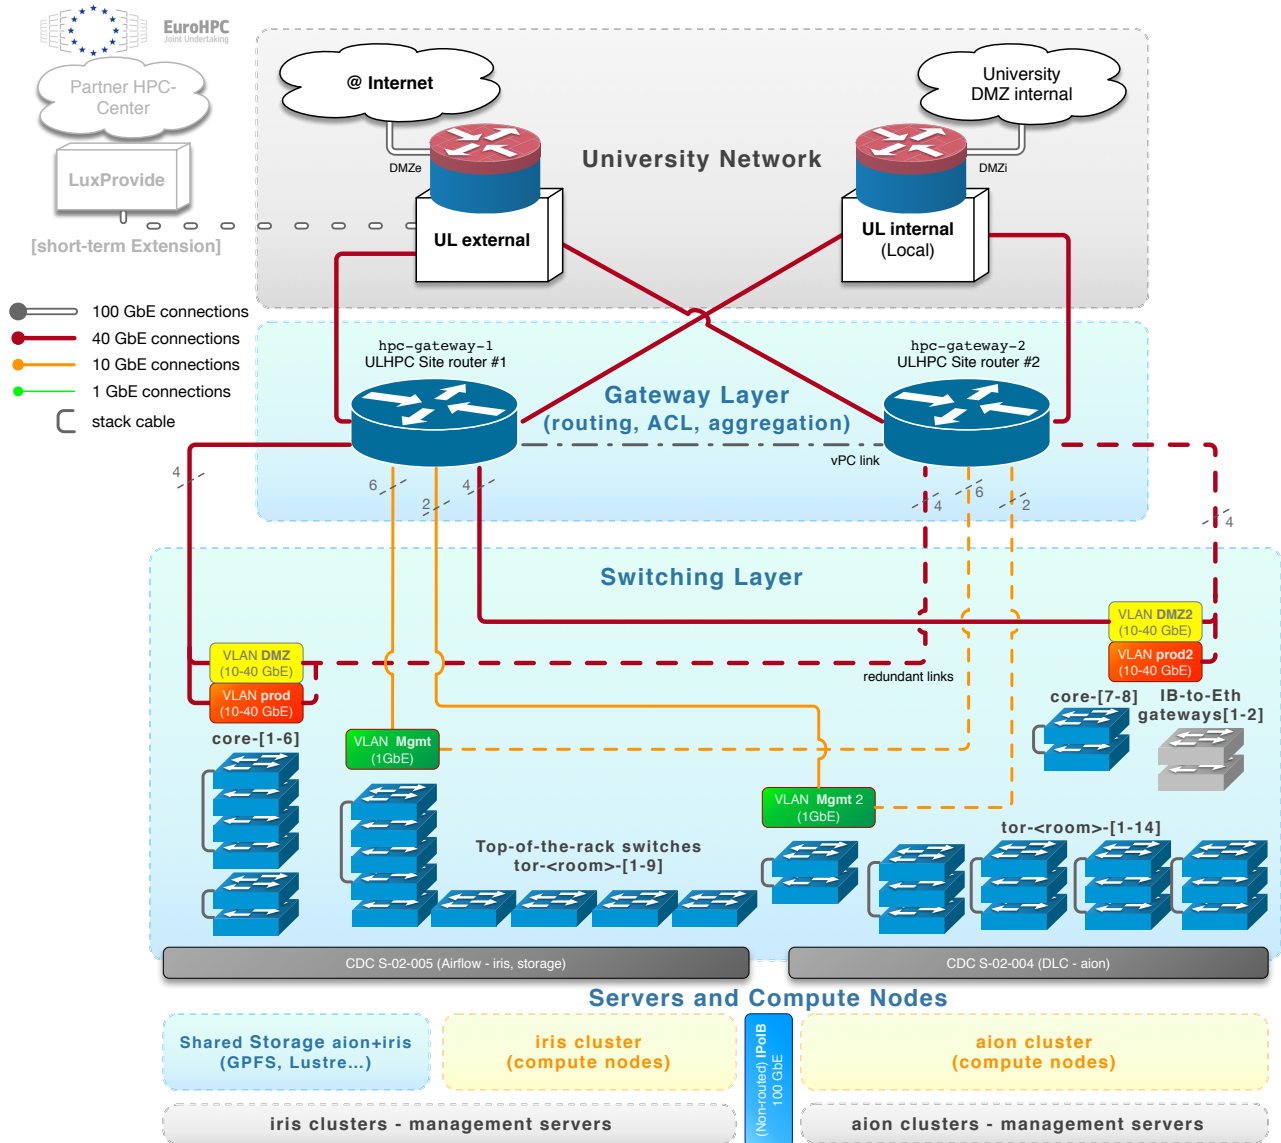 EuroHPC
Joint Undertaking
Partner HPC-
Center
LuxProvide
[short-term Extension]
@ Internet
University
DMZ internal
DMZe
DMZi
University Network
UL external
UL internal
(Local)
100 GbE connections
40 GbE connections
10 GbE connections
1 GbE connections
stack cable
hpc-gateway-1
ULHPC Site router #1
hpc-gateway-2
ULHPC Site router #2
Gateway Layer
(routing, ACL, aggregation)
vPC link
4
6
2
4
4
6
2
4
Switching Layer
VLAN DMZ
(10-40 GbE)
VLAN prod
(10-40 GbE)
VLAN DMZ2
(10-40 GbE)
VLAN prod2
(10-40 GbE)
redundant links
core-[1-6]
VLAN Mgmt
(1GbE)
core-[7-8]
IB-to-Eth
gateways[1-2]
VLAN Mgmt 2
(1GbE)
Top-of-the-rack switches
tor-<room>-[1-9]
tor-<room>-[1-14]
CDC S-02-005 (Airflow - iris, storage)
CDC S-02-004 (DLC - aion)
Servers and Compute Nodes
Shared Storage aion+iris
(GPFS, Lustre...)
iris cluster
(compute nodes)
(Non-routed) IPoIB
100 GbE
aion cluster
(compute nodes)
iris clusters - management servers
aion clusters - management servers